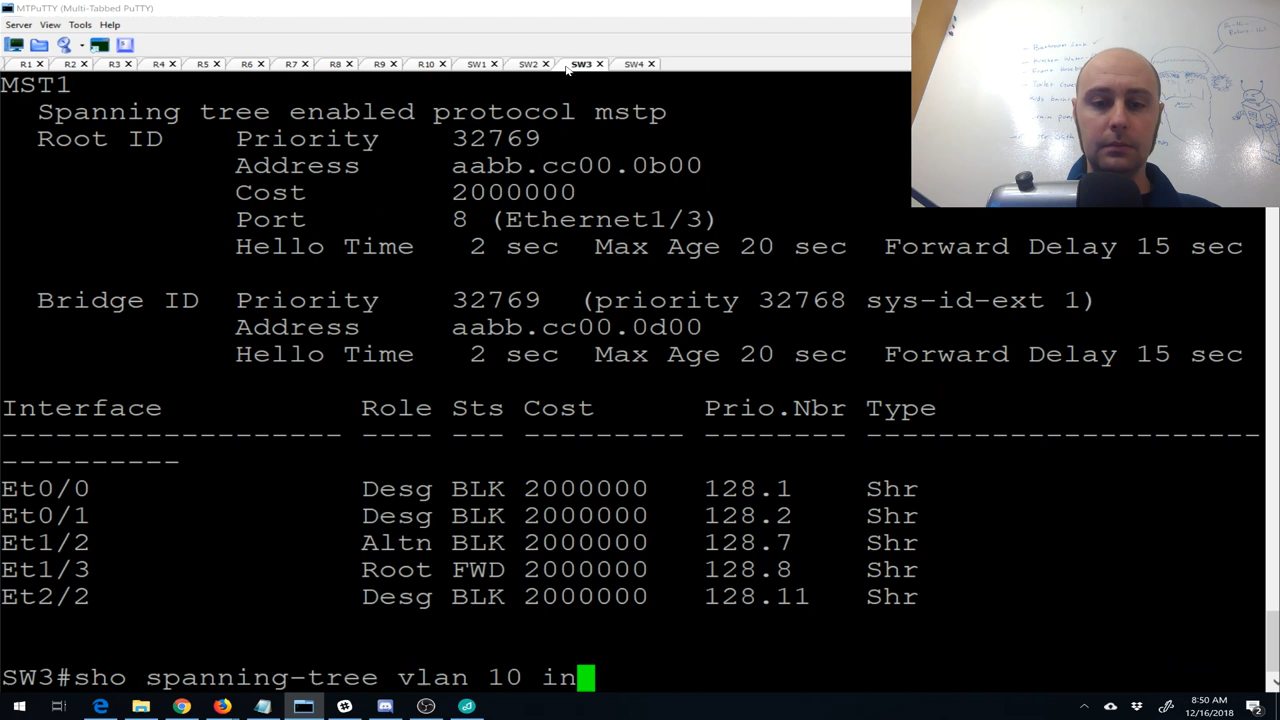 MTPuTTY (Multi-Tabbed PuTTY)
Server View Tools Help
R1 R2 R3 R4 R5 R6 R7 R8 R9 R10 SW1 SW2 SW3 SW4
MST1
Spanning tree enabled protocol mstp
Root ID Priority 32769
Address aabb.cc00.0b00
Cost 2000000
Port 8 (Ethernet1/3)
Hello Time 2 sec Max Age 20 sec Forward Delay 15 sec
Bridge ID Priority 32769 (priority 32768 sys-id-ext 1)
Address aabb.cc00.0d00
Hello Time 2 sec Max Age 20 sec Forward Delay 15 sec
Interface Role Sts Cost Prio.Nbr Type
------------------- ---- --- --------- -------- ----------------------
----------
Et0/0 Desg BLK 2000000 128.1 Shr
Et0/1 Desg BLK 2000000 128.2 Shr
Et1/2 Altn BLK 2000000 128.7 Shr
Et1/3 Root FWD 2000000 128.8 Shr
Et2/2 Desg BLK 2000000 128.11 Shr
SW3#sho spanning-tree vlan 10 in
8:50 AM
12/16/2018
2